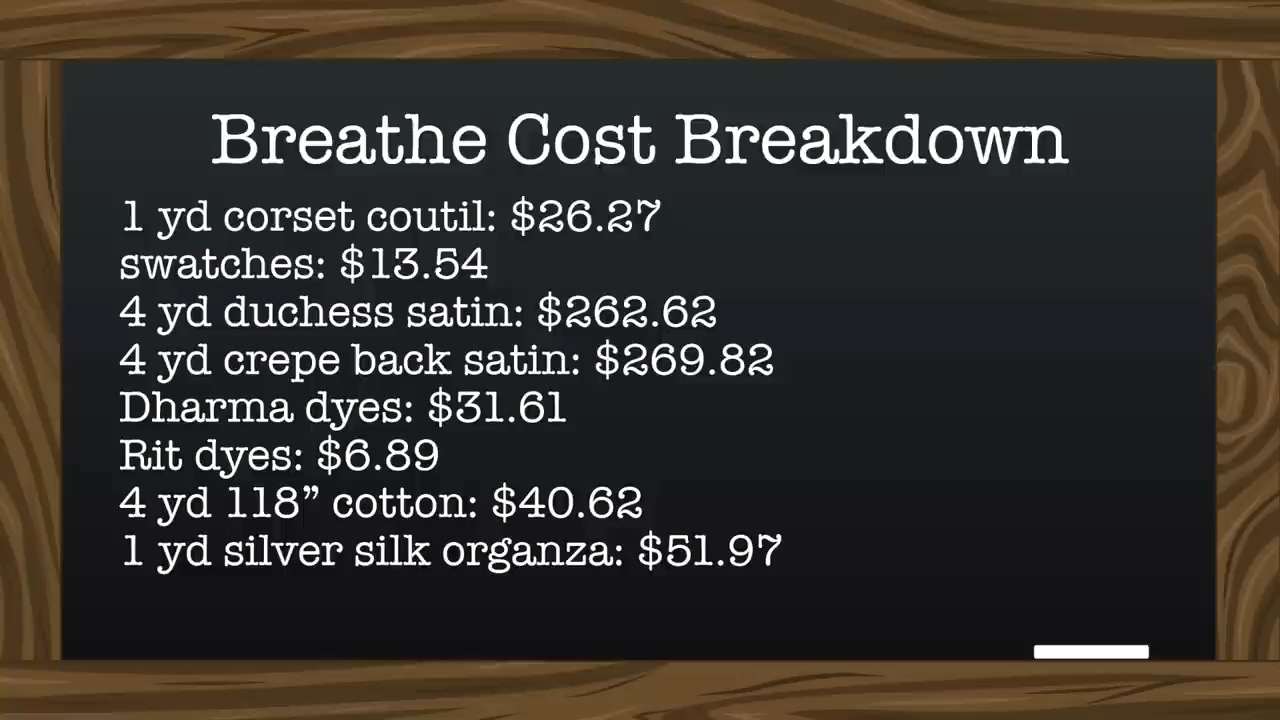 Breathe Cost Breakdown
1 yd corset coutil: $26.27
swatches: $13.54
4 yd duchess satin: $262.62
4 yd crepe back satin: $269.82
Dharma dyes: $31.61
Rit dyes: $6.89
4 yd 118” cotton: $40.62
1 yd silver silk organza: $51.97